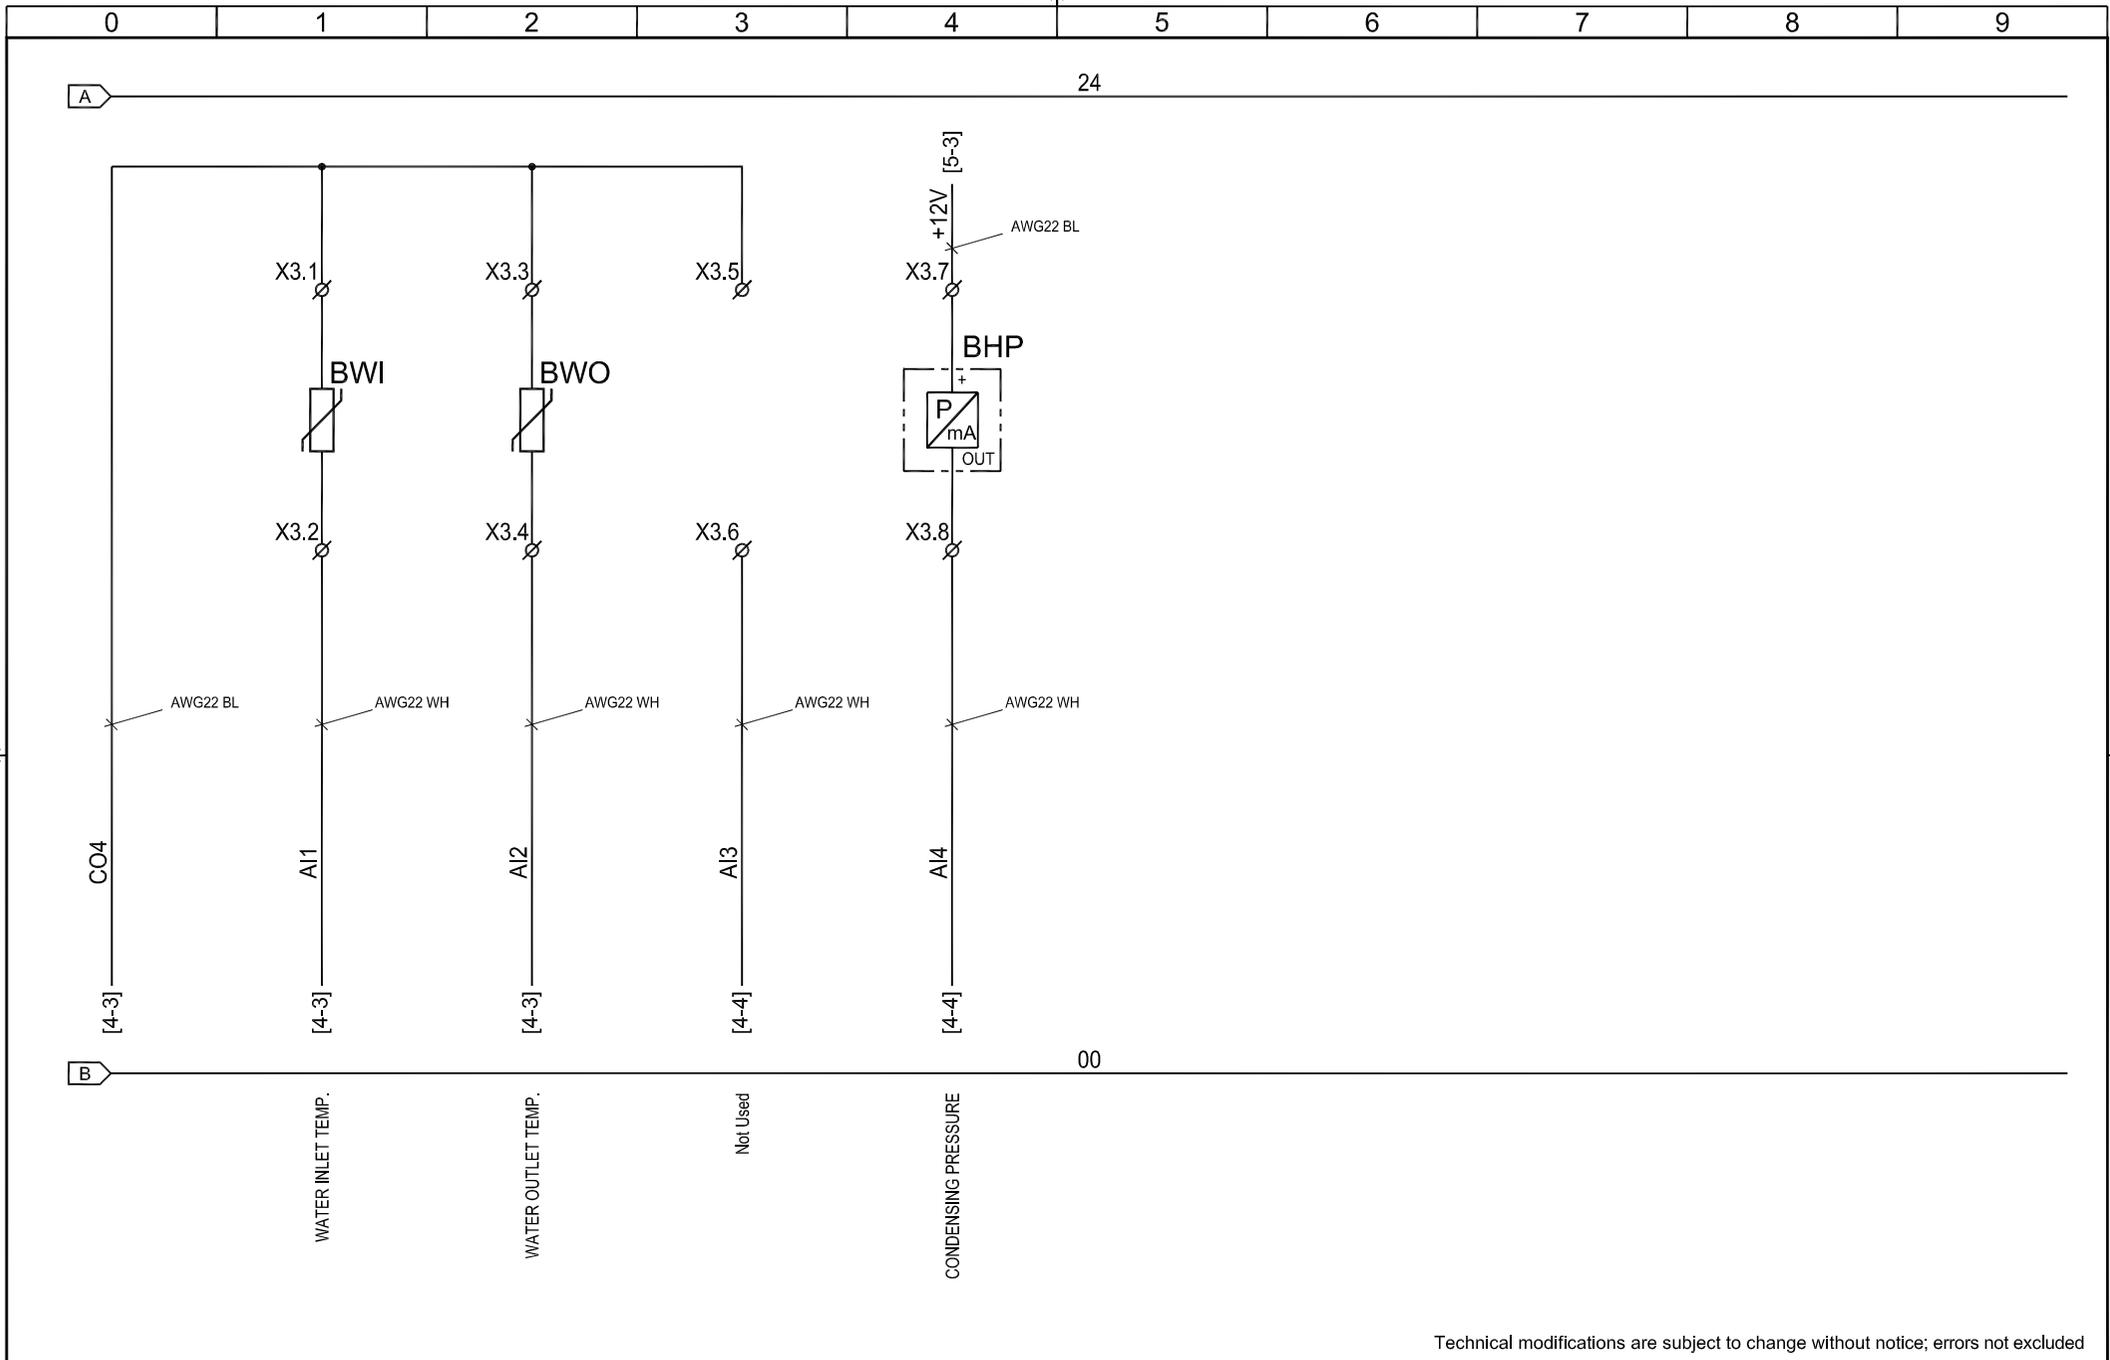 0 1 2 3 4 5 6 7 8 9
24
A
[5-3]
+12V
AWG22 BL
X3.1 X3.3 X3.5 X3.7
BHP
BWI BWO
+
P
mA
OUT
X3.2 X3.4 X3.6 X3.8
AWG22 BL AWG22 WH AWG22 WH AWG22 WH AWG22 WH
CO4 AI1 AI2 AI3 AI4
[4-3] [4-3] [4-3] [4-4] [4-4]
00
B
WATER INLET TEMP.
WATER OUTLET TEMP.
Not Used
CONDENSING PRESSURE
Technical modifications are subject to change without notice; errors not excluded